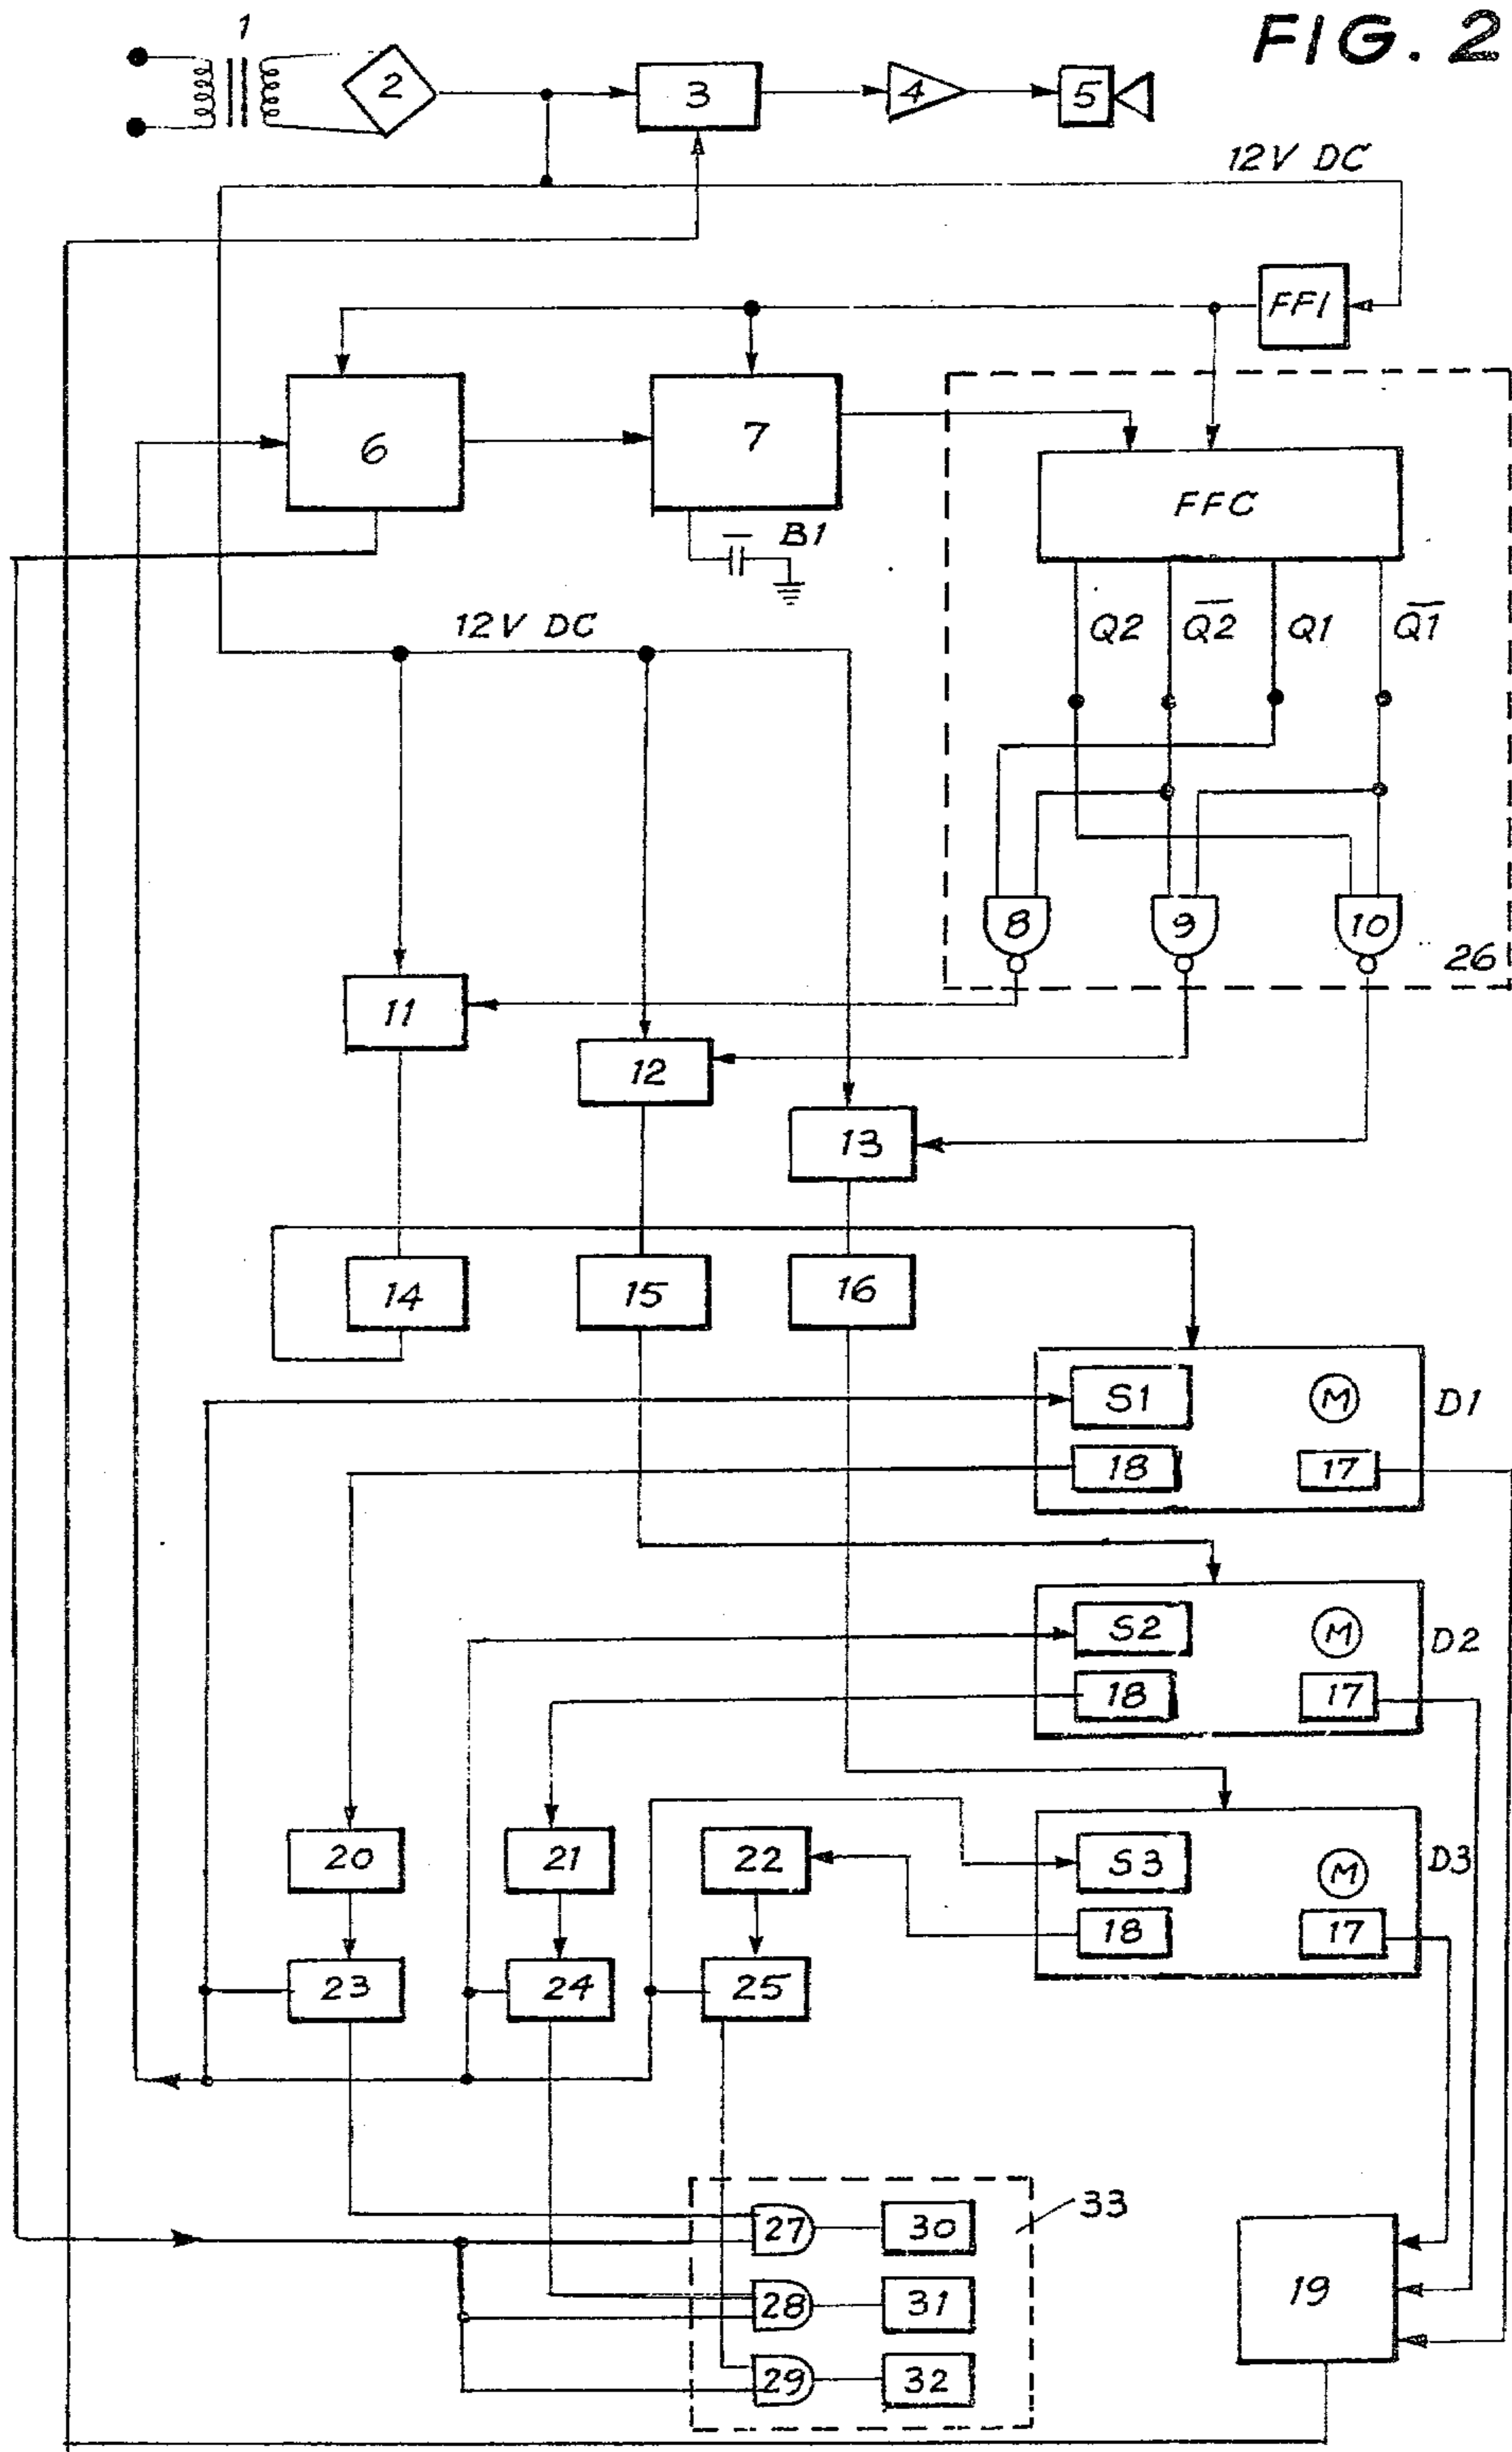 FIG. 2
1
2
3
4
5
12V DC
FF1
6
7
FFC
B1
Q2 Q̅2̅ Q1 Q̅1̅
12V DC
8
9
10
26
11
12
13
14
15
16
S1
M
D1
18
17
S2
M
D2
18
17
20
21
22
S3
M
D3
18
17
23
24
25
27
30
33
28
31
19
29
32